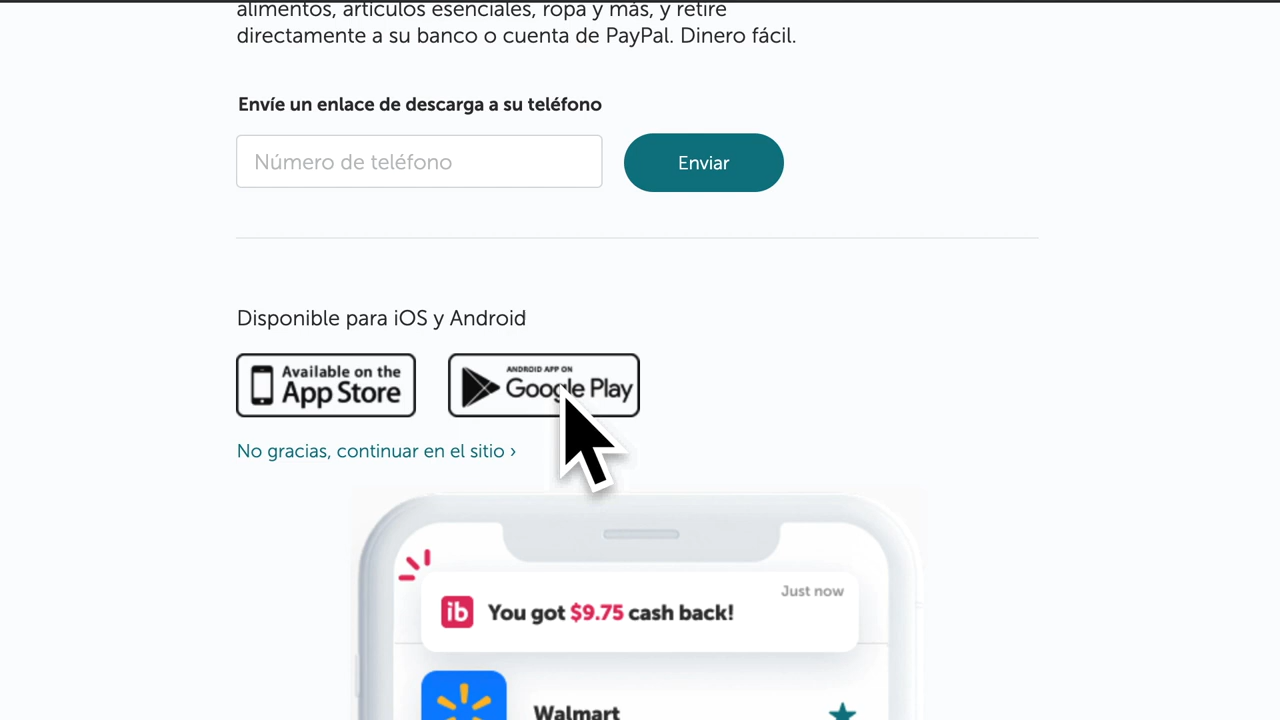 alimentos, artículos esenciales, ropa y más, y retire
directamente a su banco o cuenta de PayPal. Dinero fácil.
Envíe un enlace de descarga a su teléfono
Número de teléfono
Enviar
Disponible para iOS y Android
Available on the
App Store
ANDROID APP ON
Google Play
No gracias, continuar en el sitio ›
Just now
ib
You got $9.75 cash back!
Walmart